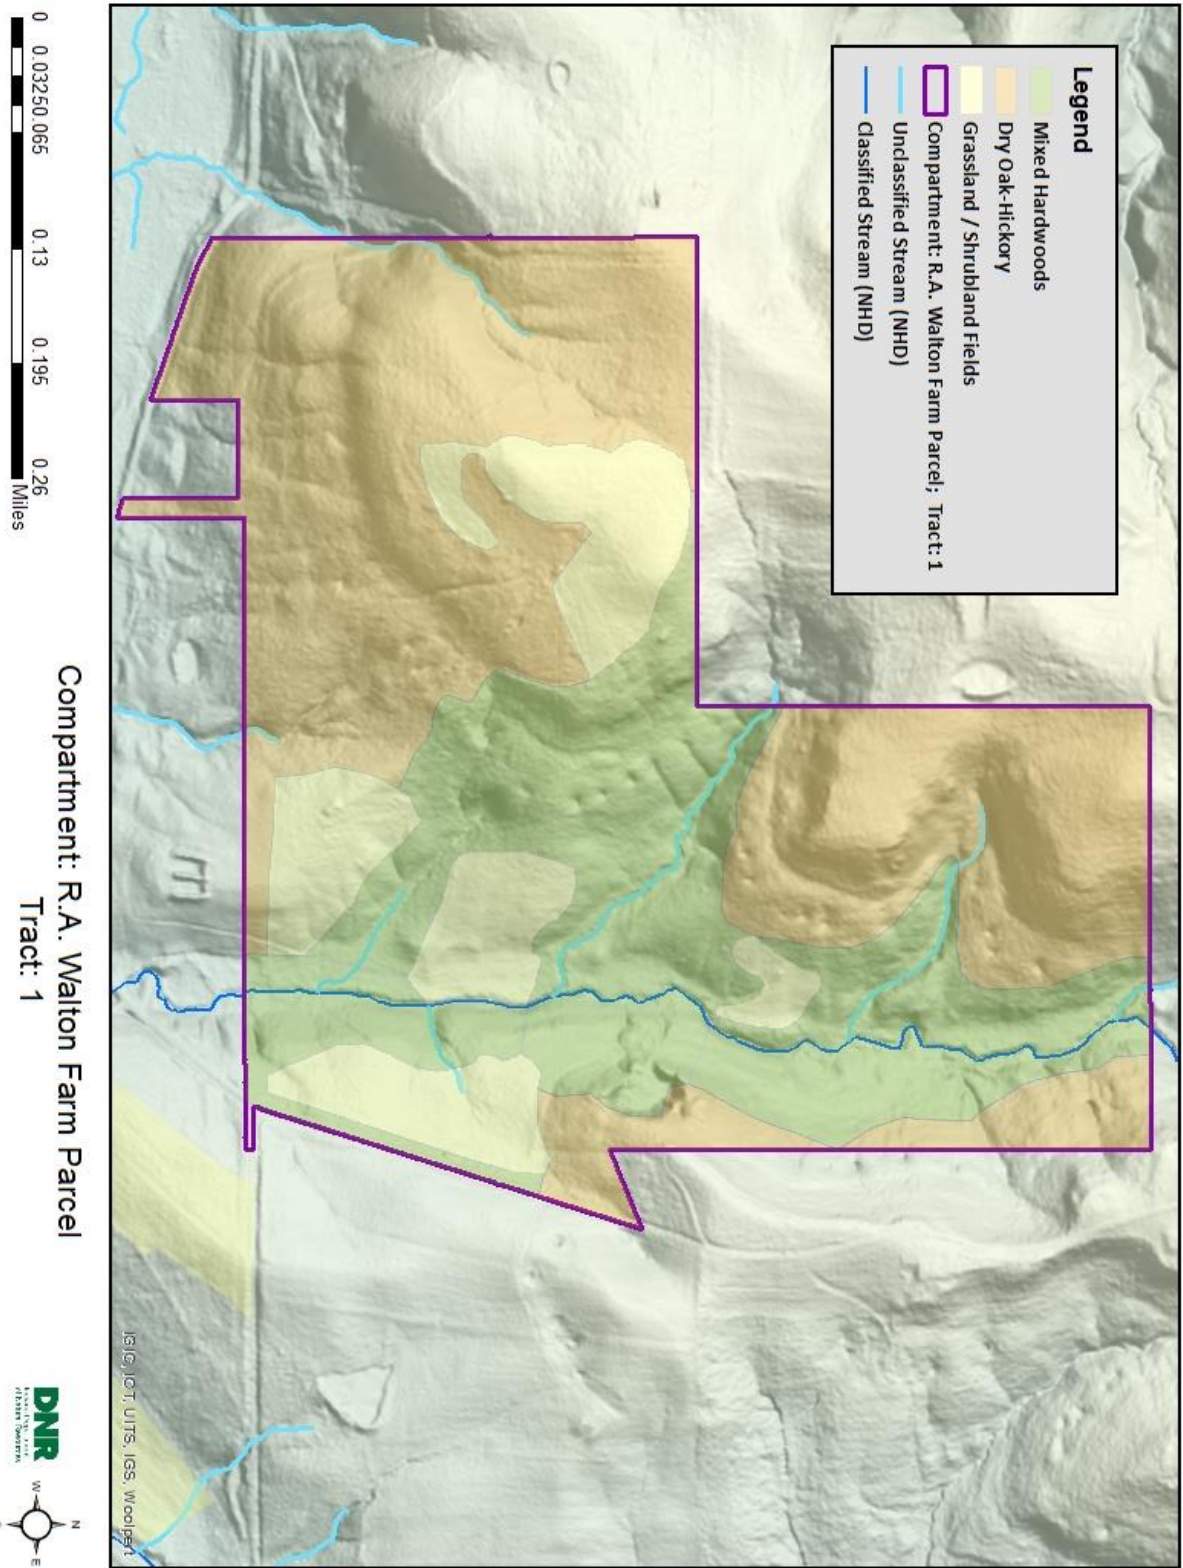 Legend
Mixed Hardwoods
Dry Oak-Hickory
Grassland / Shrubland Fields
Compartment: R.A. Walton Farm Parcel; Tract: 1
Unclassified Stream (NHD)
Classified Stream (NHD)
IGIC, IOT, UITS, IGS, Woolpert
0 0.03250.065 0.13 0.195 0.26
Miles
Compartment: R.A. Walton Farm Parcel
Tract: 1
DNR
N
W E